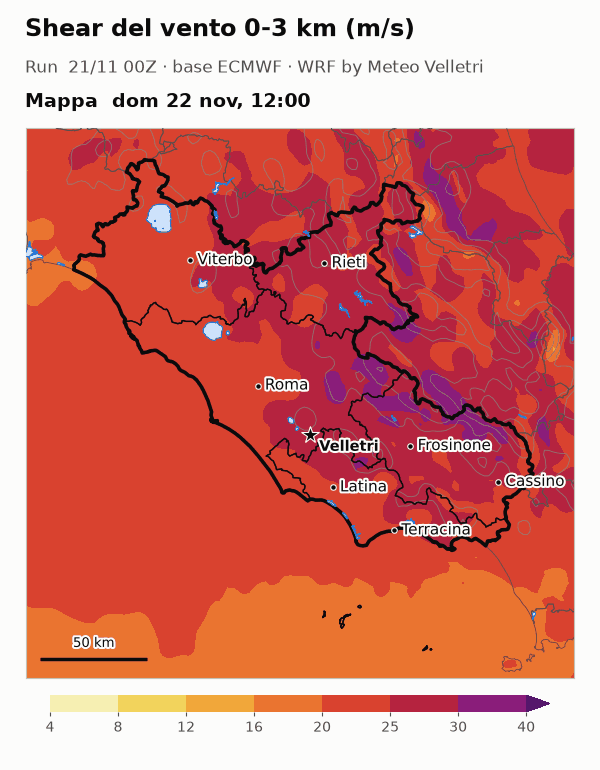 Shear del vento 0-3 km (m/s)
Run 21/11 00Z · base ECMWF · WRF by Meteo Velletri
Mappa dom 22 nov, 12:00
Viterbo
Rieti
Roma
Velletri
Frosinone
Latina
Cassino
Terracina
50 km
4 8 12 16 20 25 30 40